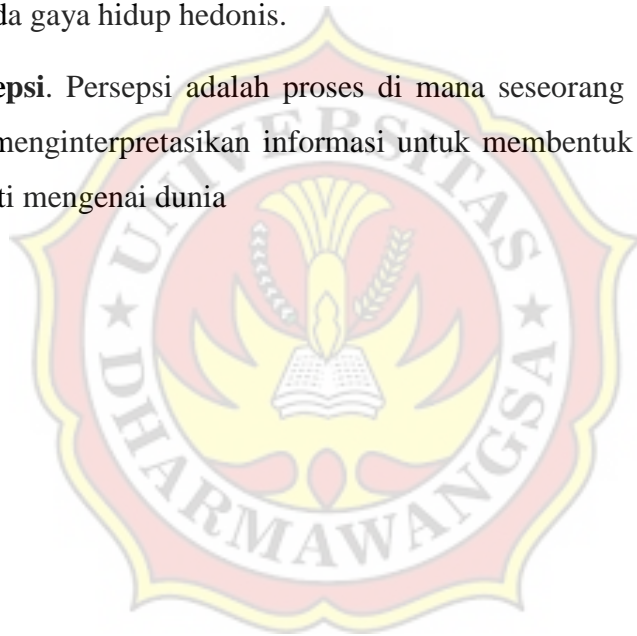 da gaya hidup hedonis.
epsi. Persepsi adalah proses di mana seseorang
menginterpretasikan informasi untuk membentuk
ti mengenai dunia
UNIVERSITAS
DHARMAWANGSA